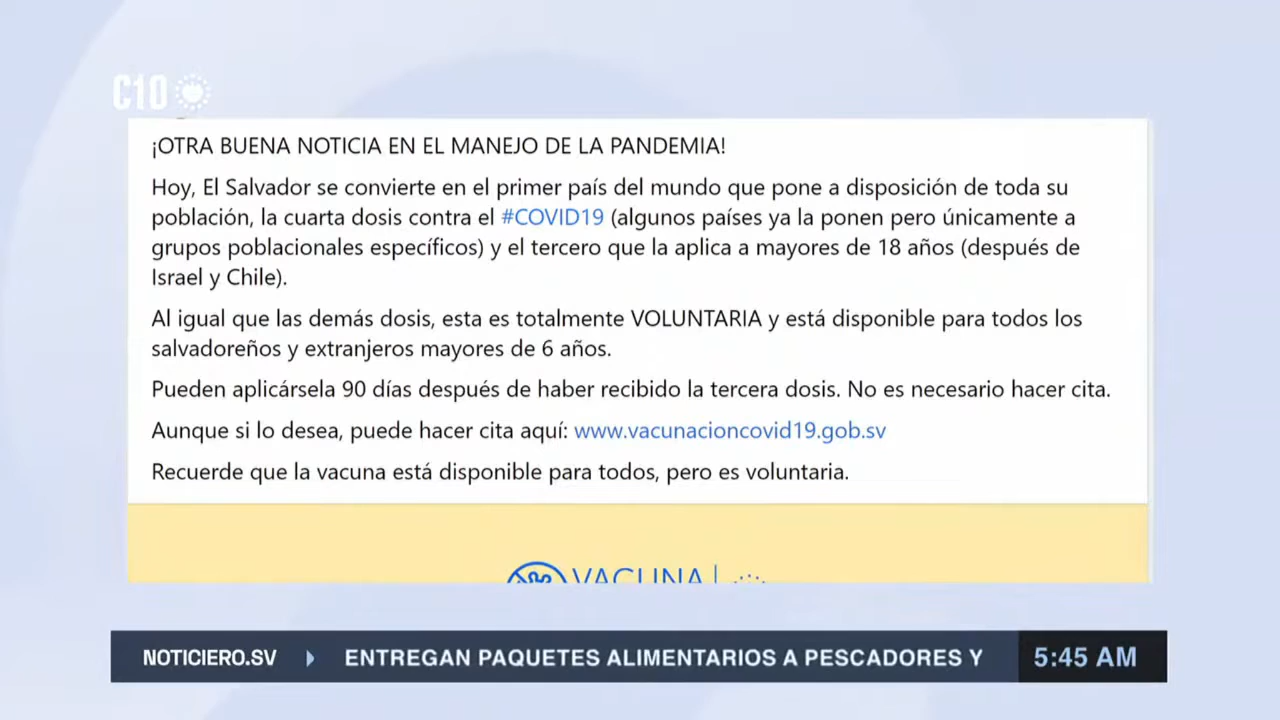 C10
¡OTRA BUENA NOTICIA EN EL MANEJO DE LA PANDEMIA!
Hoy, El Salvador se convierte en el primer país del mundo que pone a disposición de toda su
población, la cuarta dosis contra el #COVID19 (algunos países ya la ponen pero únicamente a
grupos poblacionales específicos) y el tercero que la aplica a mayores de 18 años (después de
Israel y Chile).
Al igual que las demás dosis, esta es totalmente VOLUNTARIA y está disponible para todos los
salvadoreños y extranjeros mayores de 6 años.
Pueden aplicársela 90 días después de haber recibido la tercera dosis. No es necesario hacer cita.
Aunque si lo desea, puede hacer cita aquí: www.vacunacioncovid19.gob.sv
Recuerde que la vacuna está disponible para todos, pero es voluntaria.
VACUNA
NOTICIERO.SV ENTREGAN PAQUETES ALIMENTARIOS A PESCADORES Y 5:45 AM